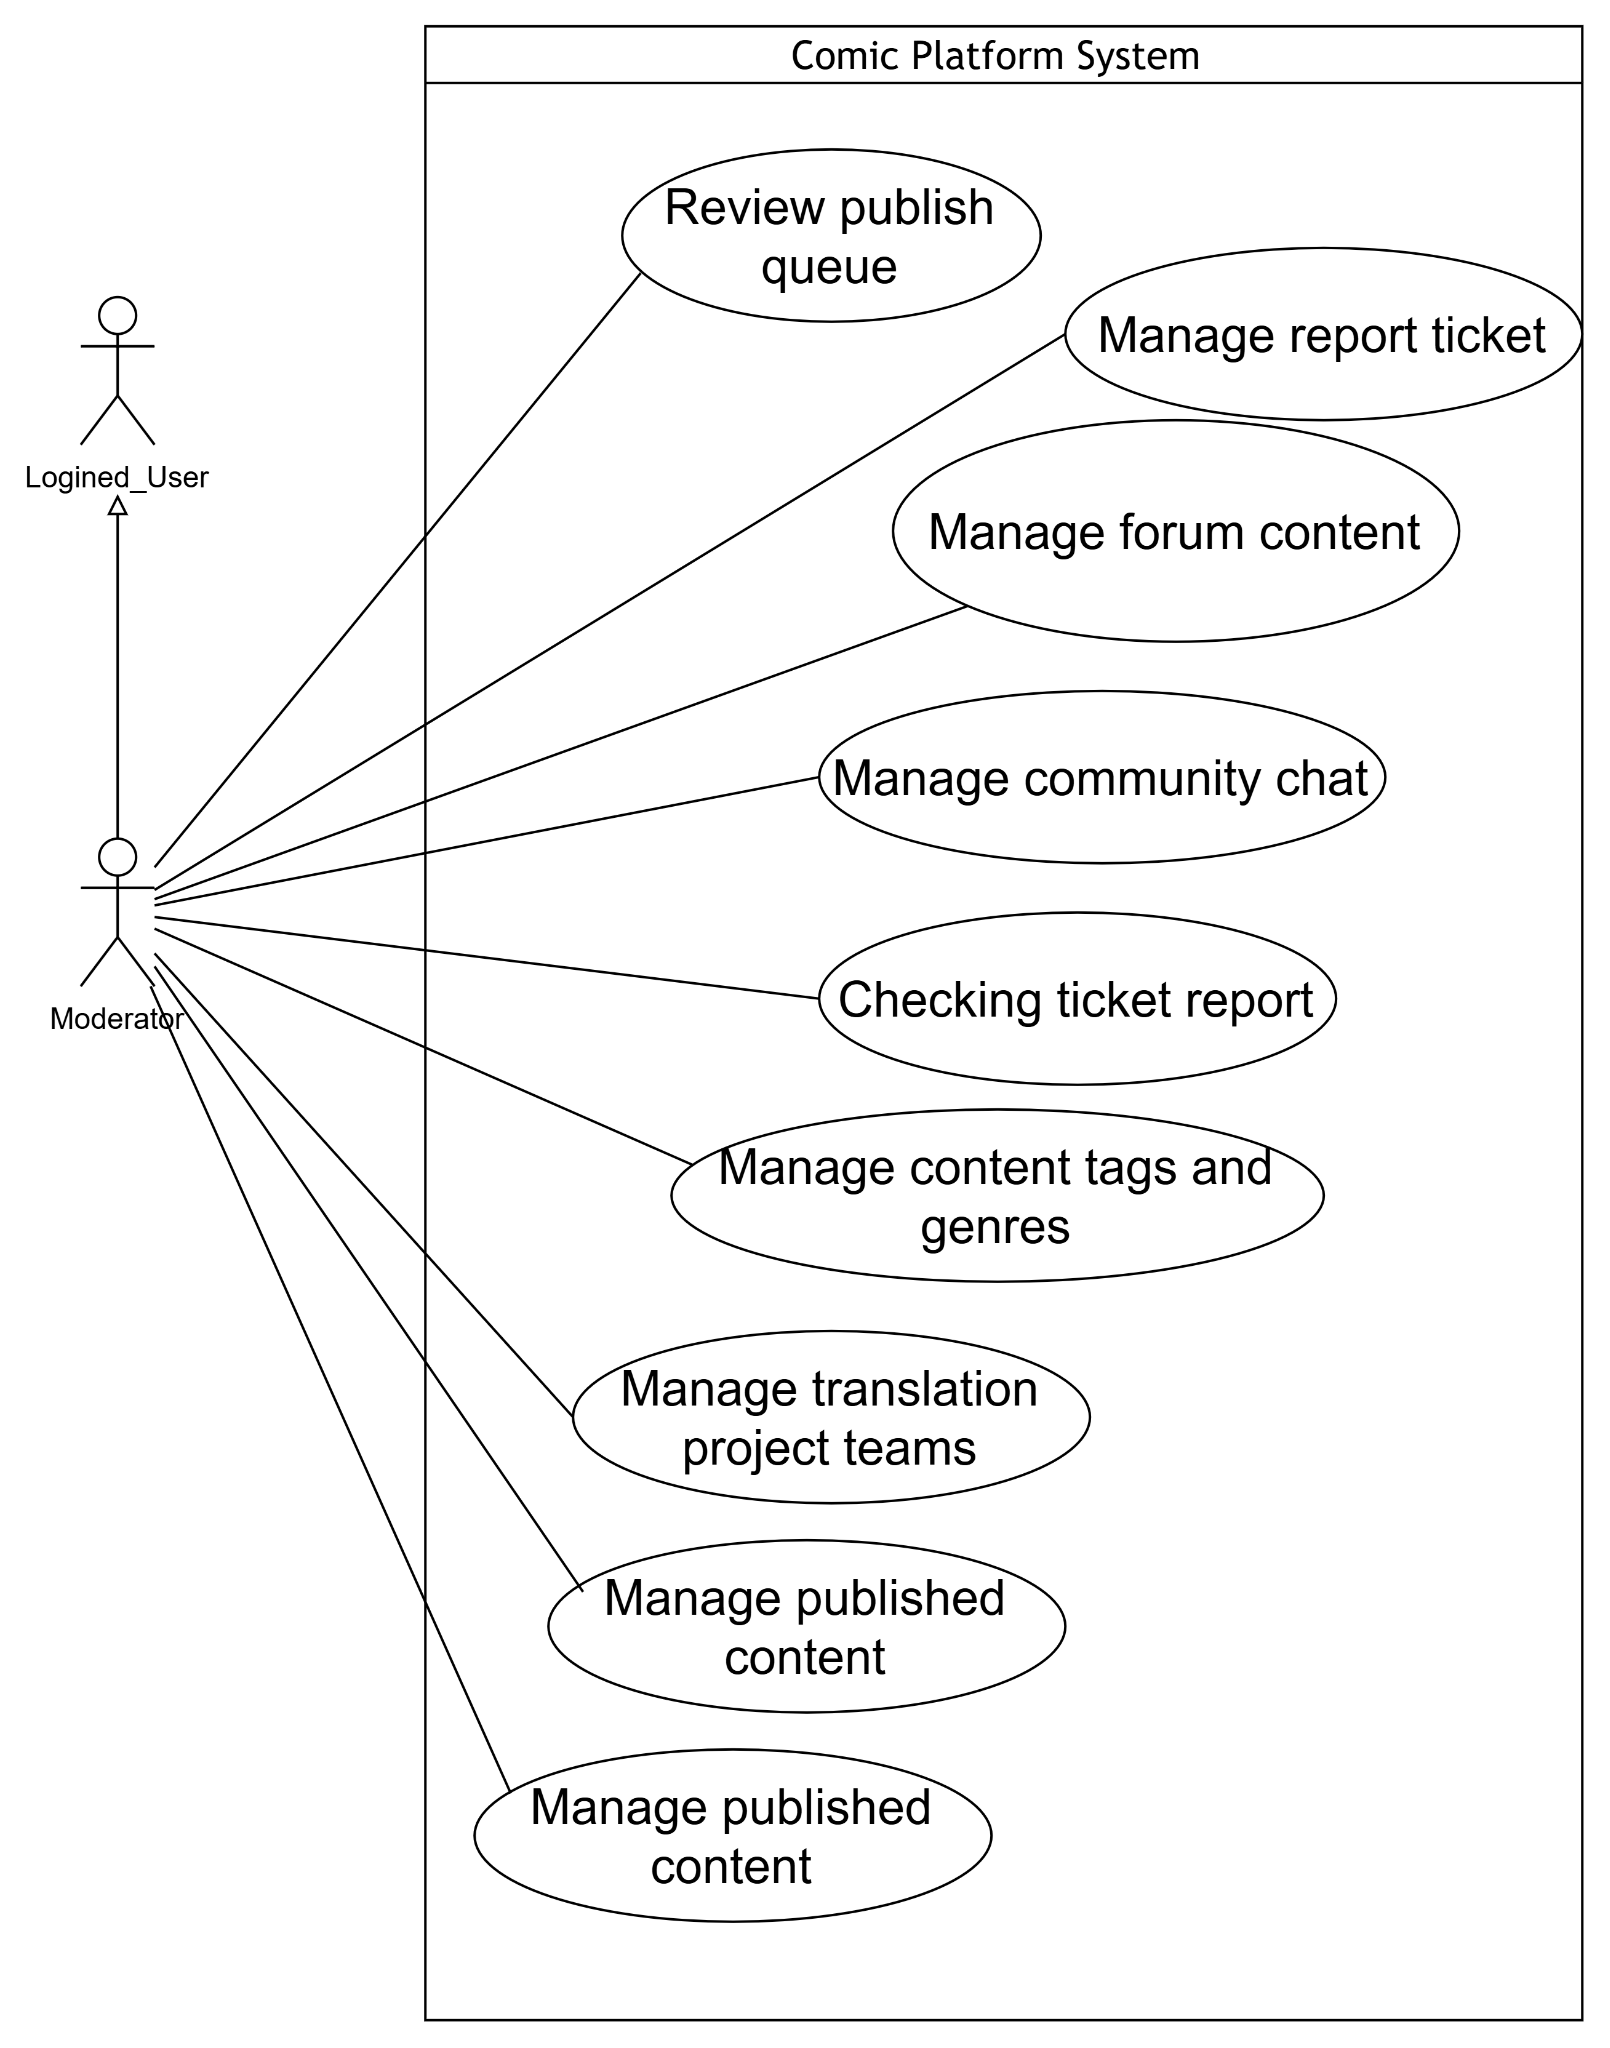 Comic Platform System
Review publish
queue
Manage report ticket
Logined_User
Manage forum content
Manage community chat
Checking ticket report
Moderator
Manage content tags and
genres
Manage translation
project teams
Manage published
content
Manage published
content